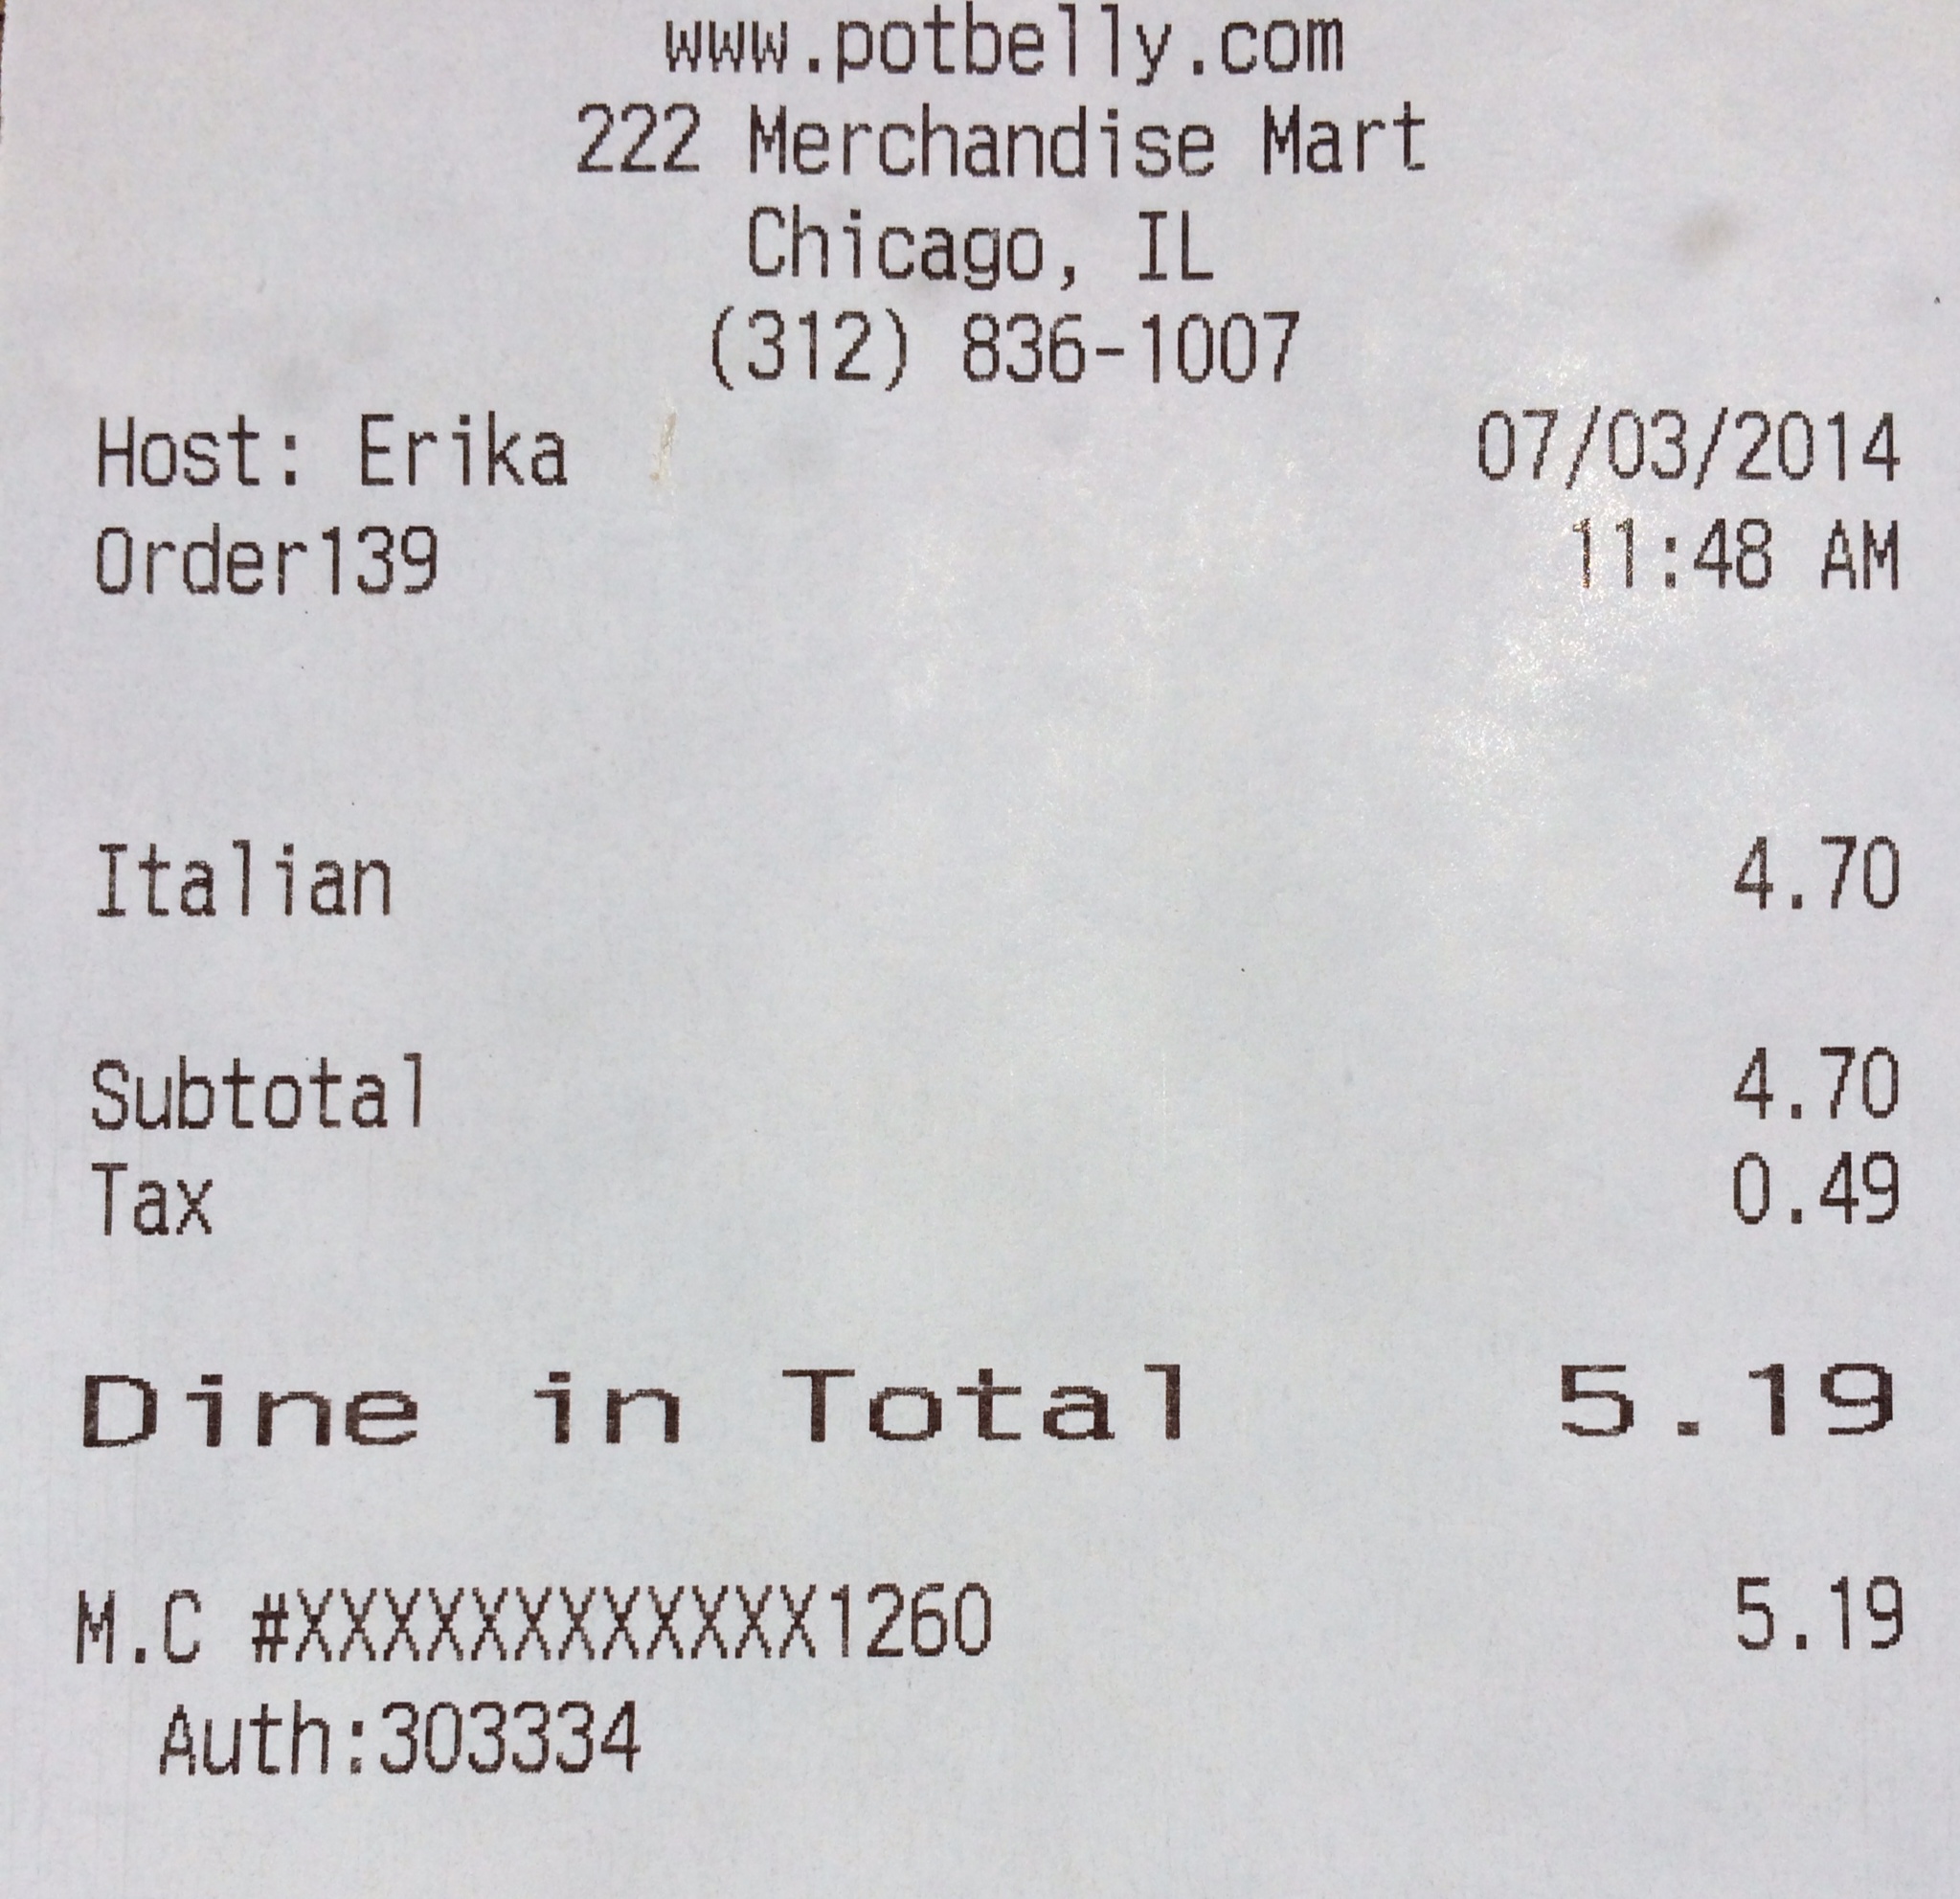 www.potbelly.com
222 Merchandise Mart
Chicago, IL
(312) 836-1007
Host: Erika 07/03/2014
Order139 11:48 AM
Italian 4.70
Subtotal 4.70
Tax 0.49
Dine in Total 5.19
M.C #XXXXXXXXXXXX1260 5.19
Auth:303334